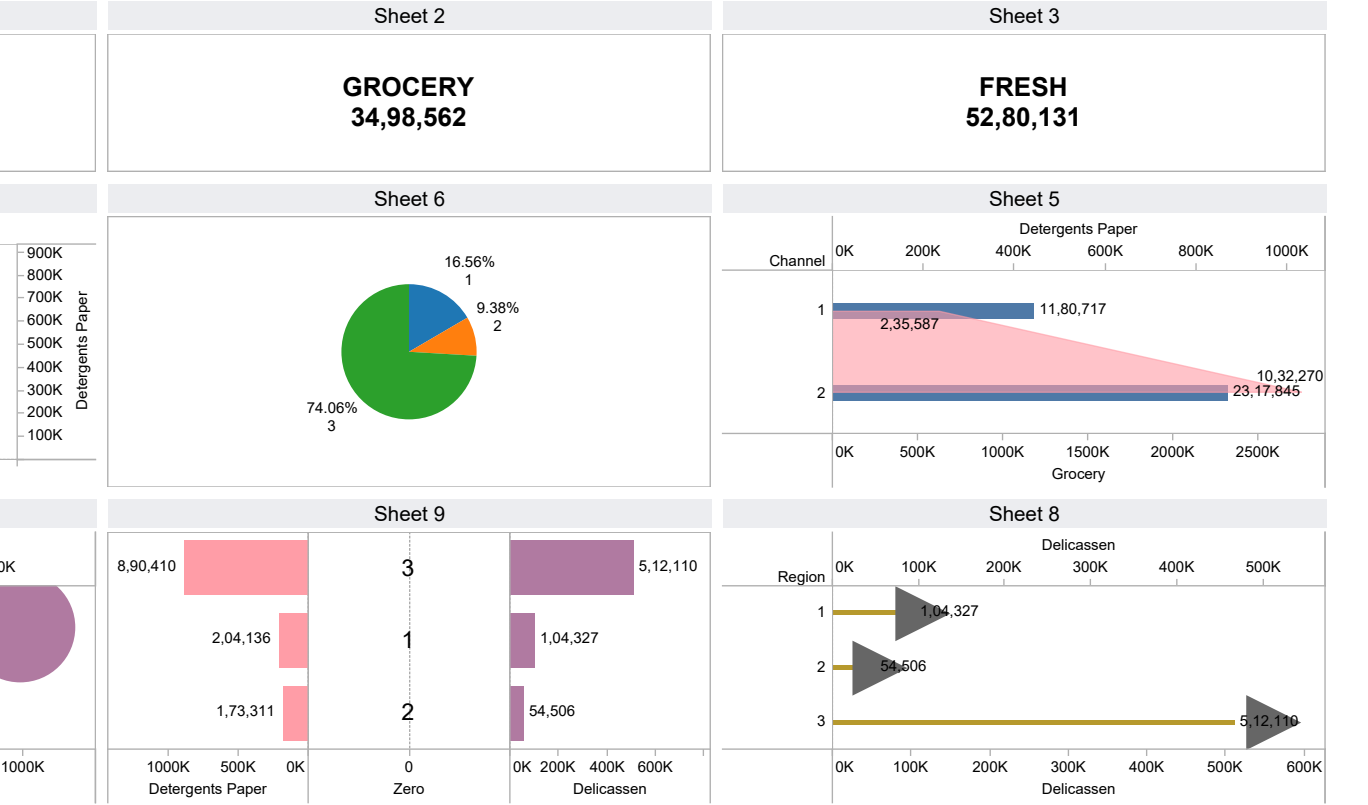 Sheet 2
Sheet 3
GROCERY
34,98,562
FRESH
52,80,131
Sheet 6
Sheet 5
900K
800K
700K
600K
500K
400K
300K
200K
100K
Detergents Paper
16.56%
1
9.38%
2
74.06%
3
Detergents Paper
Channel
0K 200K 400K 600K 800K 1000K
1
11,80,717
2,35,587
10,32,270
2
23,17,845
0K 500K 1000K 1500K 2000K 2500K
Grocery
Sheet 9
Sheet 8
0K
1000K
8,90,410 3 5,12,110
2,04,136 1 1,04,327
1,73,311 2 54,506
1000K 500K 0K 0 0K 200K 400K 600K
Detergents Paper Zero Delicassen
Delicassen
Region
0K 100K 200K 300K 400K 500K
1 1,04,327
2 54,506
3 5,12,110
0K 100K 200K 300K 400K 500K 600K
Delicassen